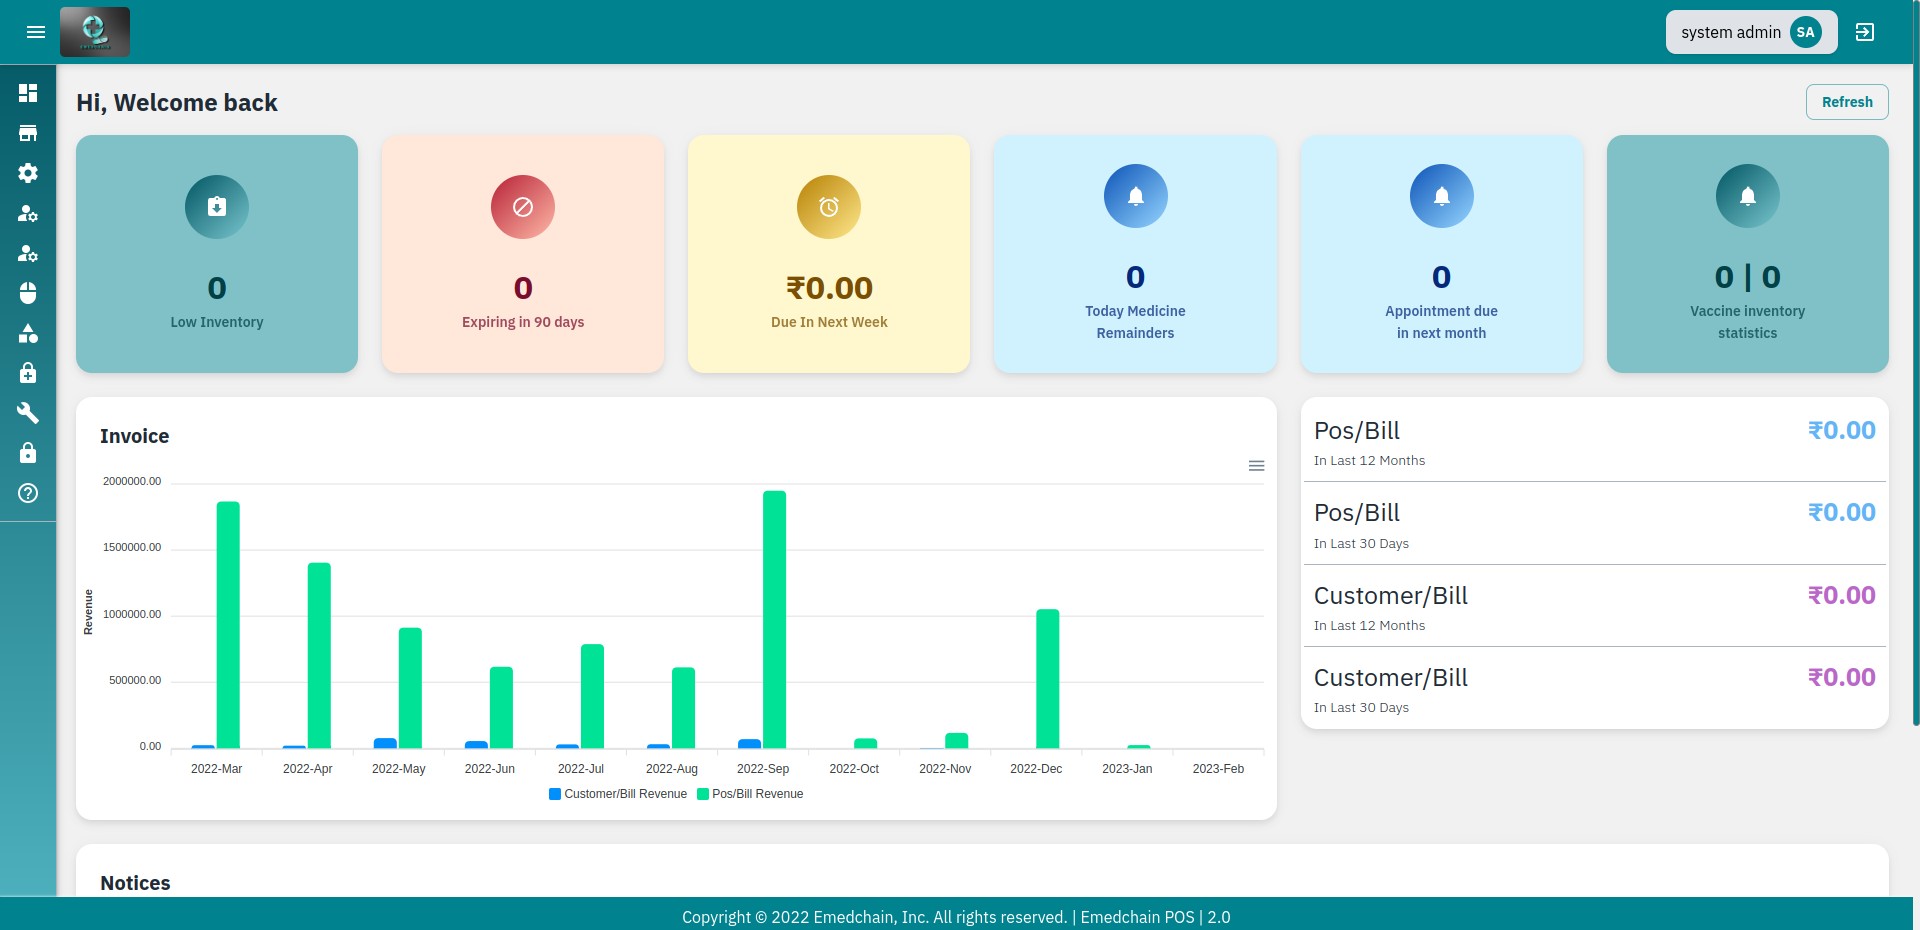 system admin SA
Hi, Welcome back
Refresh
0
Low Inventory
0
Expiring in 90 days
₹0.00
Due In Next Week
0
Today Medicine
Remainders
0
Appointment due
in next month
0 | 0
Vaccine inventory
statistics
Invoice
2000000.00
1500000.00
1000000.00
500000.00
0.00
Revenue
2022-Mar 2022-Apr 2022-May 2022-Jun 2022-Jul 2022-Aug 2022-Sep 2022-Oct 2022-Nov 2022-Dec 2023-Jan 2023-Feb
Customer/Bill Revenue Pos/Bill Revenue
Pos/Bill ₹0.00
In Last 12 Months
Pos/Bill ₹0.00
In Last 30 Days
Customer/Bill ₹0.00
In Last 12 Months
Customer/Bill ₹0.00
In Last 30 Days
Notices
Copyright © 2022 Emedchain, Inc. All rights reserved. | Emedchain POS | 2.0